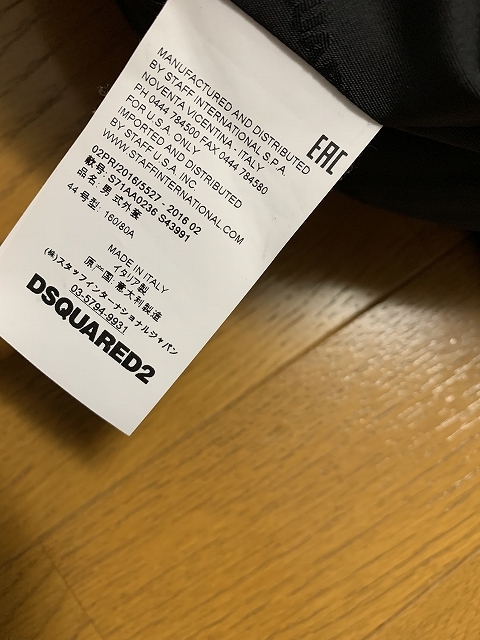 MANUFACTURED AND DISTRIBUTED
BY STAFF INTERNATIONAL S.P.A.
NOVENTA VICENTINA - ITALY
PH 0444 784500 FAX 0444 784580
FOR U.S.A. ONLY:
IMPORTED AND DISTRIBUTED
BY STAFF U.S.A. INC.
WWW.STAFFINTERNATIONAL.COM
EAC
02PR/2016/5527 - 2016 02
款号: S71AA0236 S43991
品名: 男式外套
44 号型: 160/80A
MADE IN ITALY
イタリア製
原产国: 意大利製造
(株)スタッフインターナショナルジャパン
03-5794-9931
DSQUARED2